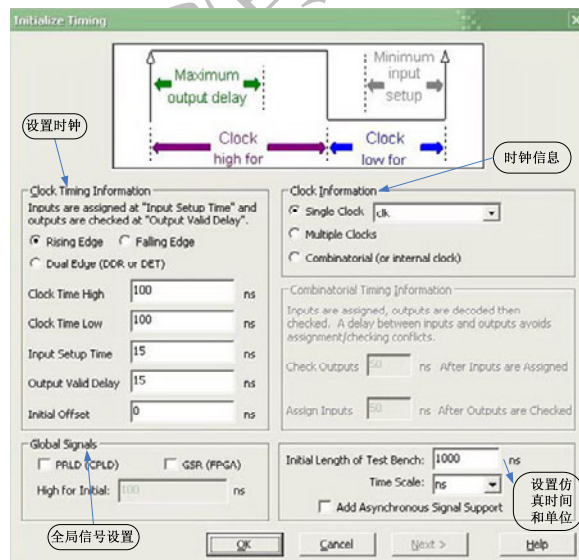 Initialize Timing
Maximum
output delay
Minimum
input
setup
Clock
high for
Clock
low for
设置时钟
时钟信息
Clock Timing Information
Inputs are assigned at "Input Setup Time" and
outputs are checked at "Output Valid Delay".
Rising Edge
Falling Edge
Dual Edge (DDR or DET)
Clock Time High 100 ns
Clock Time Low 100 ns
Input Setup Time 15 ns
Output Valid Delay 15 ns
Initial Offset 0 ns
Clock Information
Single Clock clk
Multiple Clocks
Combinatorial (or internal clock)
Combinatorial Timing Information
Inputs are assigned, outputs are decoded then
checked. A delay between inputs and outputs avoids
assignment/checking conflicts.
Check Outputs 50 ns After Inputs are Assigned
Assign Inputs 50 ns After Outputs are Checked
Global Signals
PRLD (CPLD)
GSR (FPGA)
High for Initial: 100 ns
全局信号设置
Initial Length of Test Bench: 1000 ns
Time Scale: ns
Add Asynchronous Signal Support
设置仿
真时间
和单位
OK
Cancel
Next >
Help